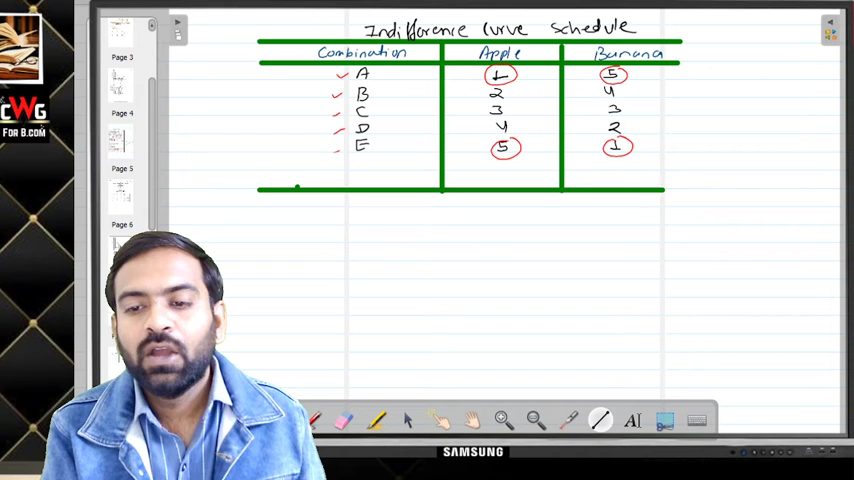 Indifference Curve Schedule
Combination Apple Banana
A 1 5
B 2 4
C 3 3
D 4 2
E 5 1
Page 3
Page 4
Page 5
Page 6
CWG
FOR B.COM
AI
SAMSUNG